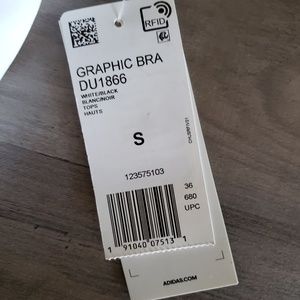 RFID
GRAPHIC BRA
DU1866
WHITE/BLACK
BLANC/NOIR
TOPS
HAUTS
S
123575103
36
680
UPC
1 91040 07513 1
ADIDAS.COM